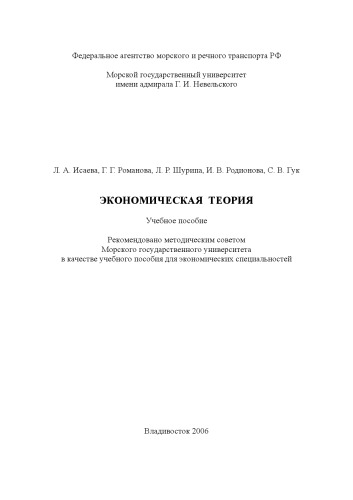 Федеральное агентство морского и речного транспорта РФ
Морской государственный университет
имени адмирала Г. И. Невельского
Л. А. Исаева, Г. Г. Романова, Л. Р. Шурипа, И. В. Родионова, С. В. Гук
ЭКОНОМИЧЕСКАЯ ТЕОРИЯ
Учебное пособие
Рекомендовано методическим советом
Морского государственного университета
в качестве учебного пособия для экономических специальностей
Владивосток 2006